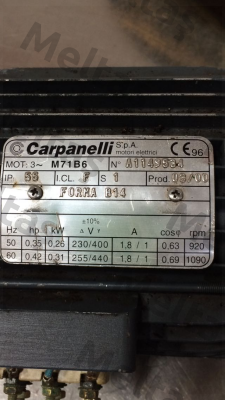 Carpanelli S.p.A.
motori elettrici
CE 96
MOT. 3~ M71B6 N°
IP 55 I.CL. F S 1 Prod.
FORMA B14
±10%
Hz hp kW Δ V Y A cosφ rpm
50 0.35 0.26 230/400 1.8 / 1 0.63 920
60 0.42 0.31 255/440 1.8 / 1 0.69 1090